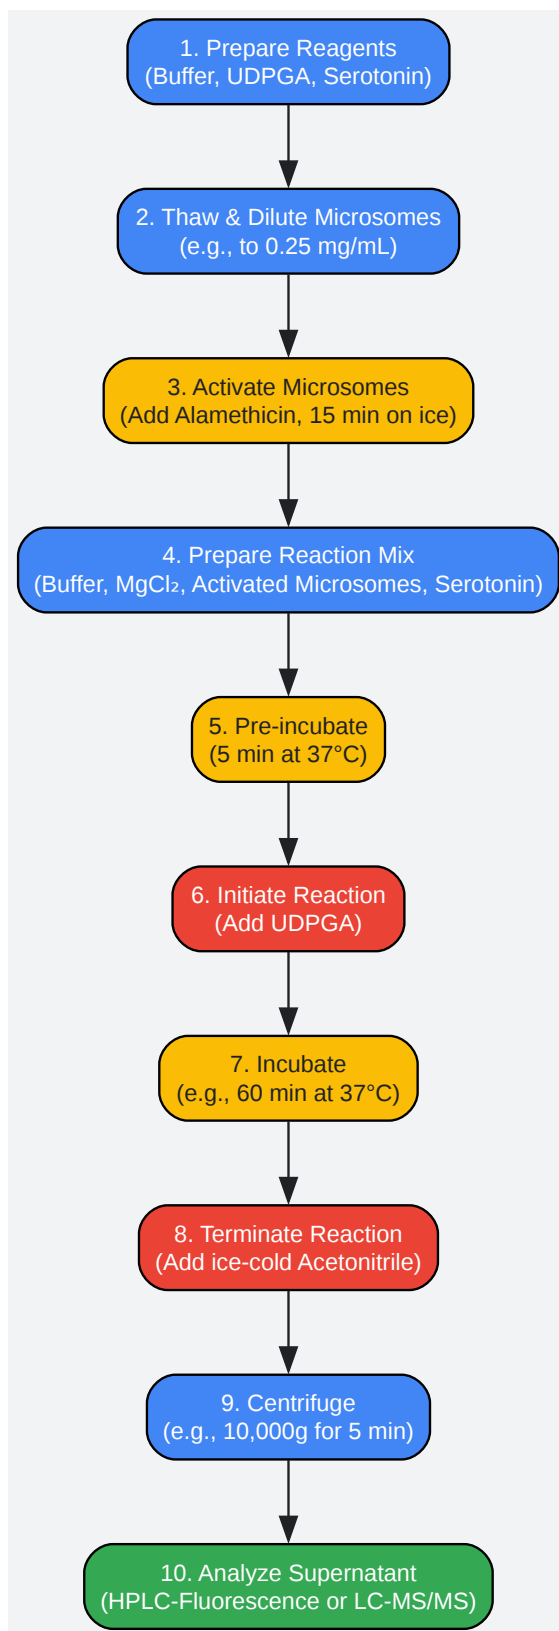 1. Prepare Reagents
(Buffer, UDPGA, Serotonin)
2. Thaw & Dilute Microsomes
(e.g., to 0.25 mg/mL)
3. Activate Microsomes
(Add Alamethicin, 15 min on ice)
4. Prepare Reaction Mix
(Buffer, MgCl₂, Activated Microsomes, Serotonin)
5. Pre-incubate
(5 min at 37°C)
6. Initiate Reaction
(Add UDPGA)
7. Incubate
(e.g., 60 min at 37°C)
8. Terminate Reaction
(Add ice-cold Acetonitrile)
9. Centrifuge
(e.g., 10,000g for 5 min)
10. Analyze Supernatant
(HPLC-Fluorescence or LC-MS/MS)